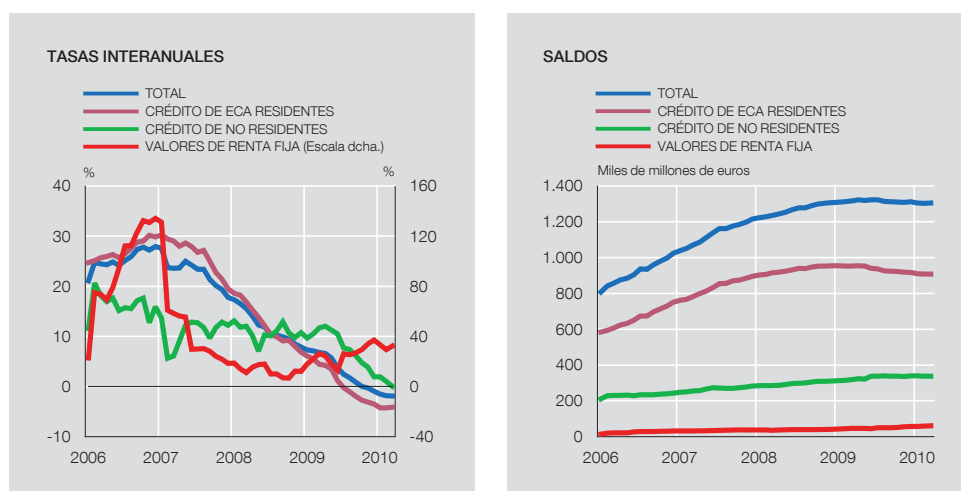 TASAS INTERANUALES
TOTAL
CRÉDITO DE ECA RESIDENTES
CRÉDITO DE NO RESIDENTES
VALORES DE RENTA FIJA (Escala dcha.)
% %
40 160
30 120
20 80
10 40
0 0
-10 -40
2006 2007 2008 2009 2010
SALDOS
TOTAL
CRÉDITO DE ECA RESIDENTES
CRÉDITO DE NO RESIDENTES
VALORES DE RENTA FIJA
Miles de millones de euros
1.400
1.200
1.000
800
600
400
200
0
2006 2007 2008 2009 2010